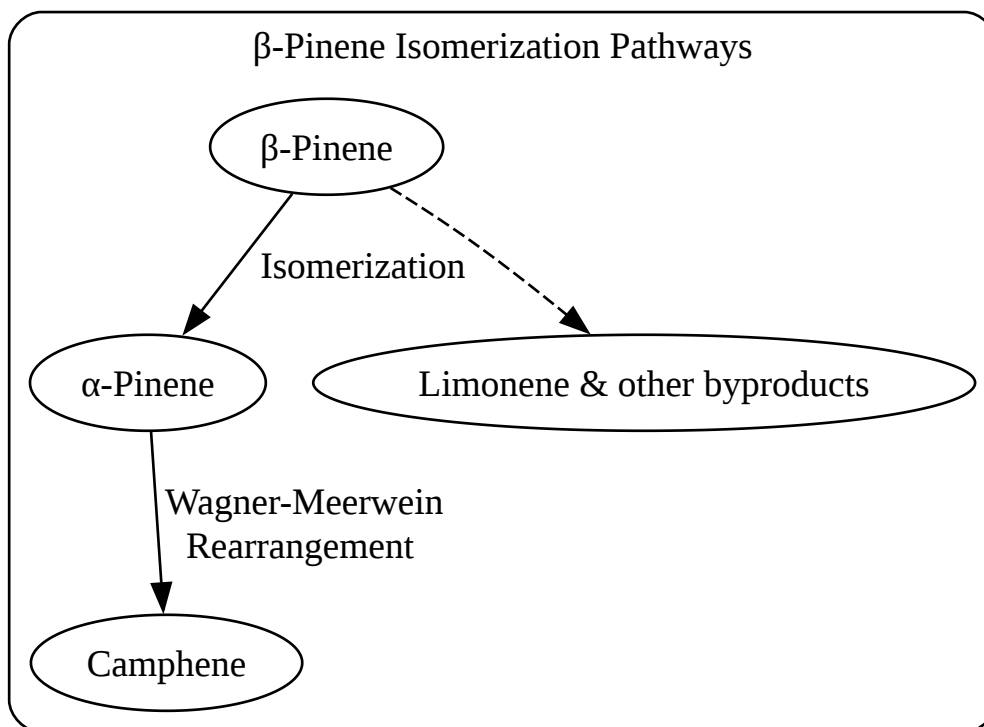 β-Pinene Isomerization Pathways
β-Pinene
Isomerization
α-Pinene
Limonene & other byproducts
Wagner-Meerwein
Rearrangement
Camphene